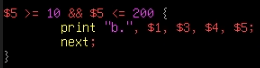 $5 >= 10 && $5 <= 200 {
print "b.", $1, $3, $4, $5;
next;
}